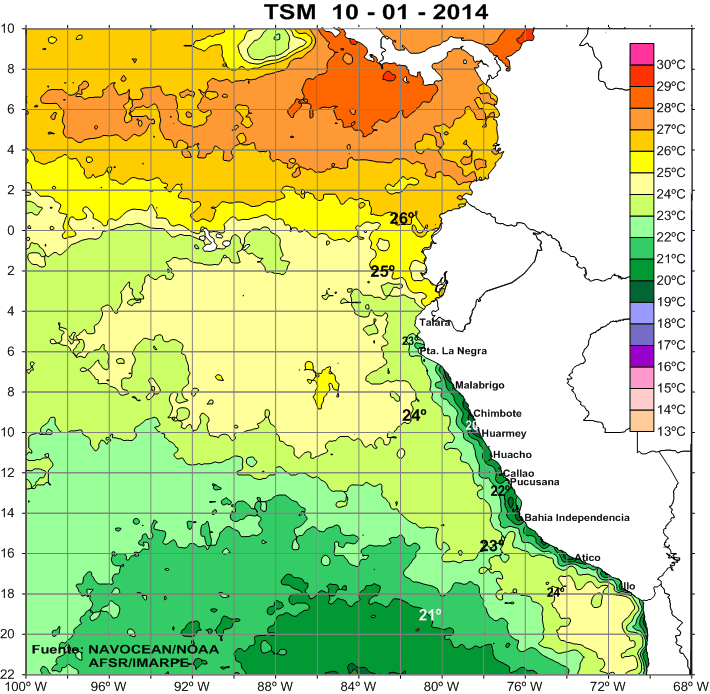 TSM 10 - 01 - 2014
10
8
6
4
2
0
2
4
6
8
10
12
14
16
18
20
22
100°W
96°W
92°W
88°W
84°W
80°W
76°W
72°W
68°W
30ºC
29ºC
28ºC
27ºC
26ºC
25ºC
24ºC
23ºC
22ºC
21ºC
20ºC
19ºC
18ºC
17ºC
16ºC
15ºC
14ºC
13ºC
26º
25º
Talara
23º
Pta. La Negra
Malabrigo
24º
Chimbote
20
Huarmey
Huacho
Callao
Pucusana
22º
Bahia Independencia
23º
Atico
Ilo
24º
21º
Fuente: NAVOCEAN/NOAA
AFSR/IMARPE